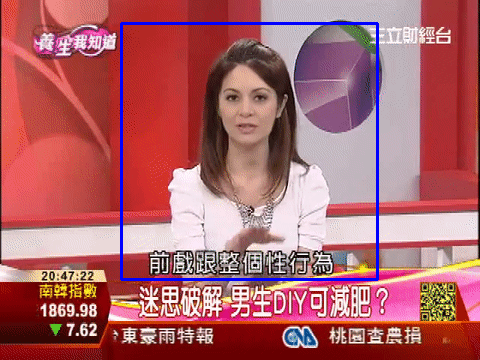 養生我知道
三立財經台
前戲跟整個性行為
20:47:22
南韓指數
1869.98
▼7.62
迷思破解 男生DIY可減肥？
台東豪雨特報
CNA
桃園查農損